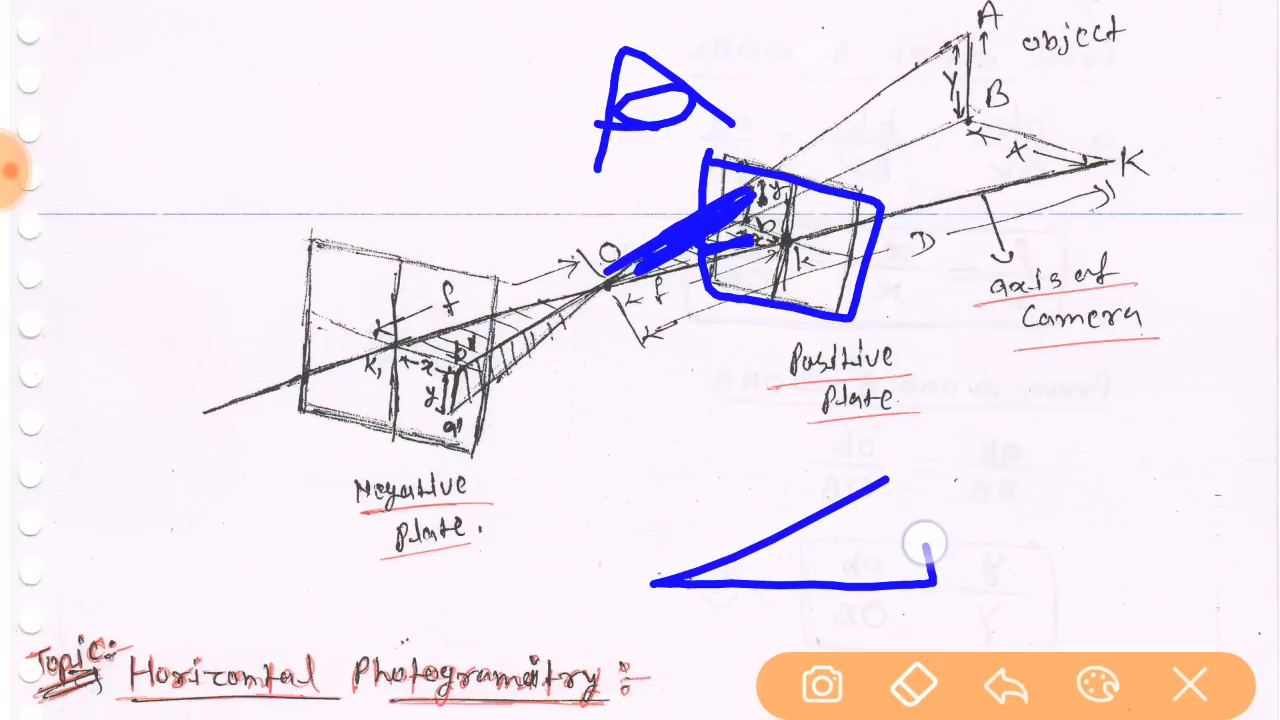 A
object
Y
B
X
K
y
b
x
k
O
f
D
axis of
Camera
f
K,
x
b'
y
a'
Positive
Plate.
Negative
Plate.
Topic:-
Horizontal Photogrametry :-